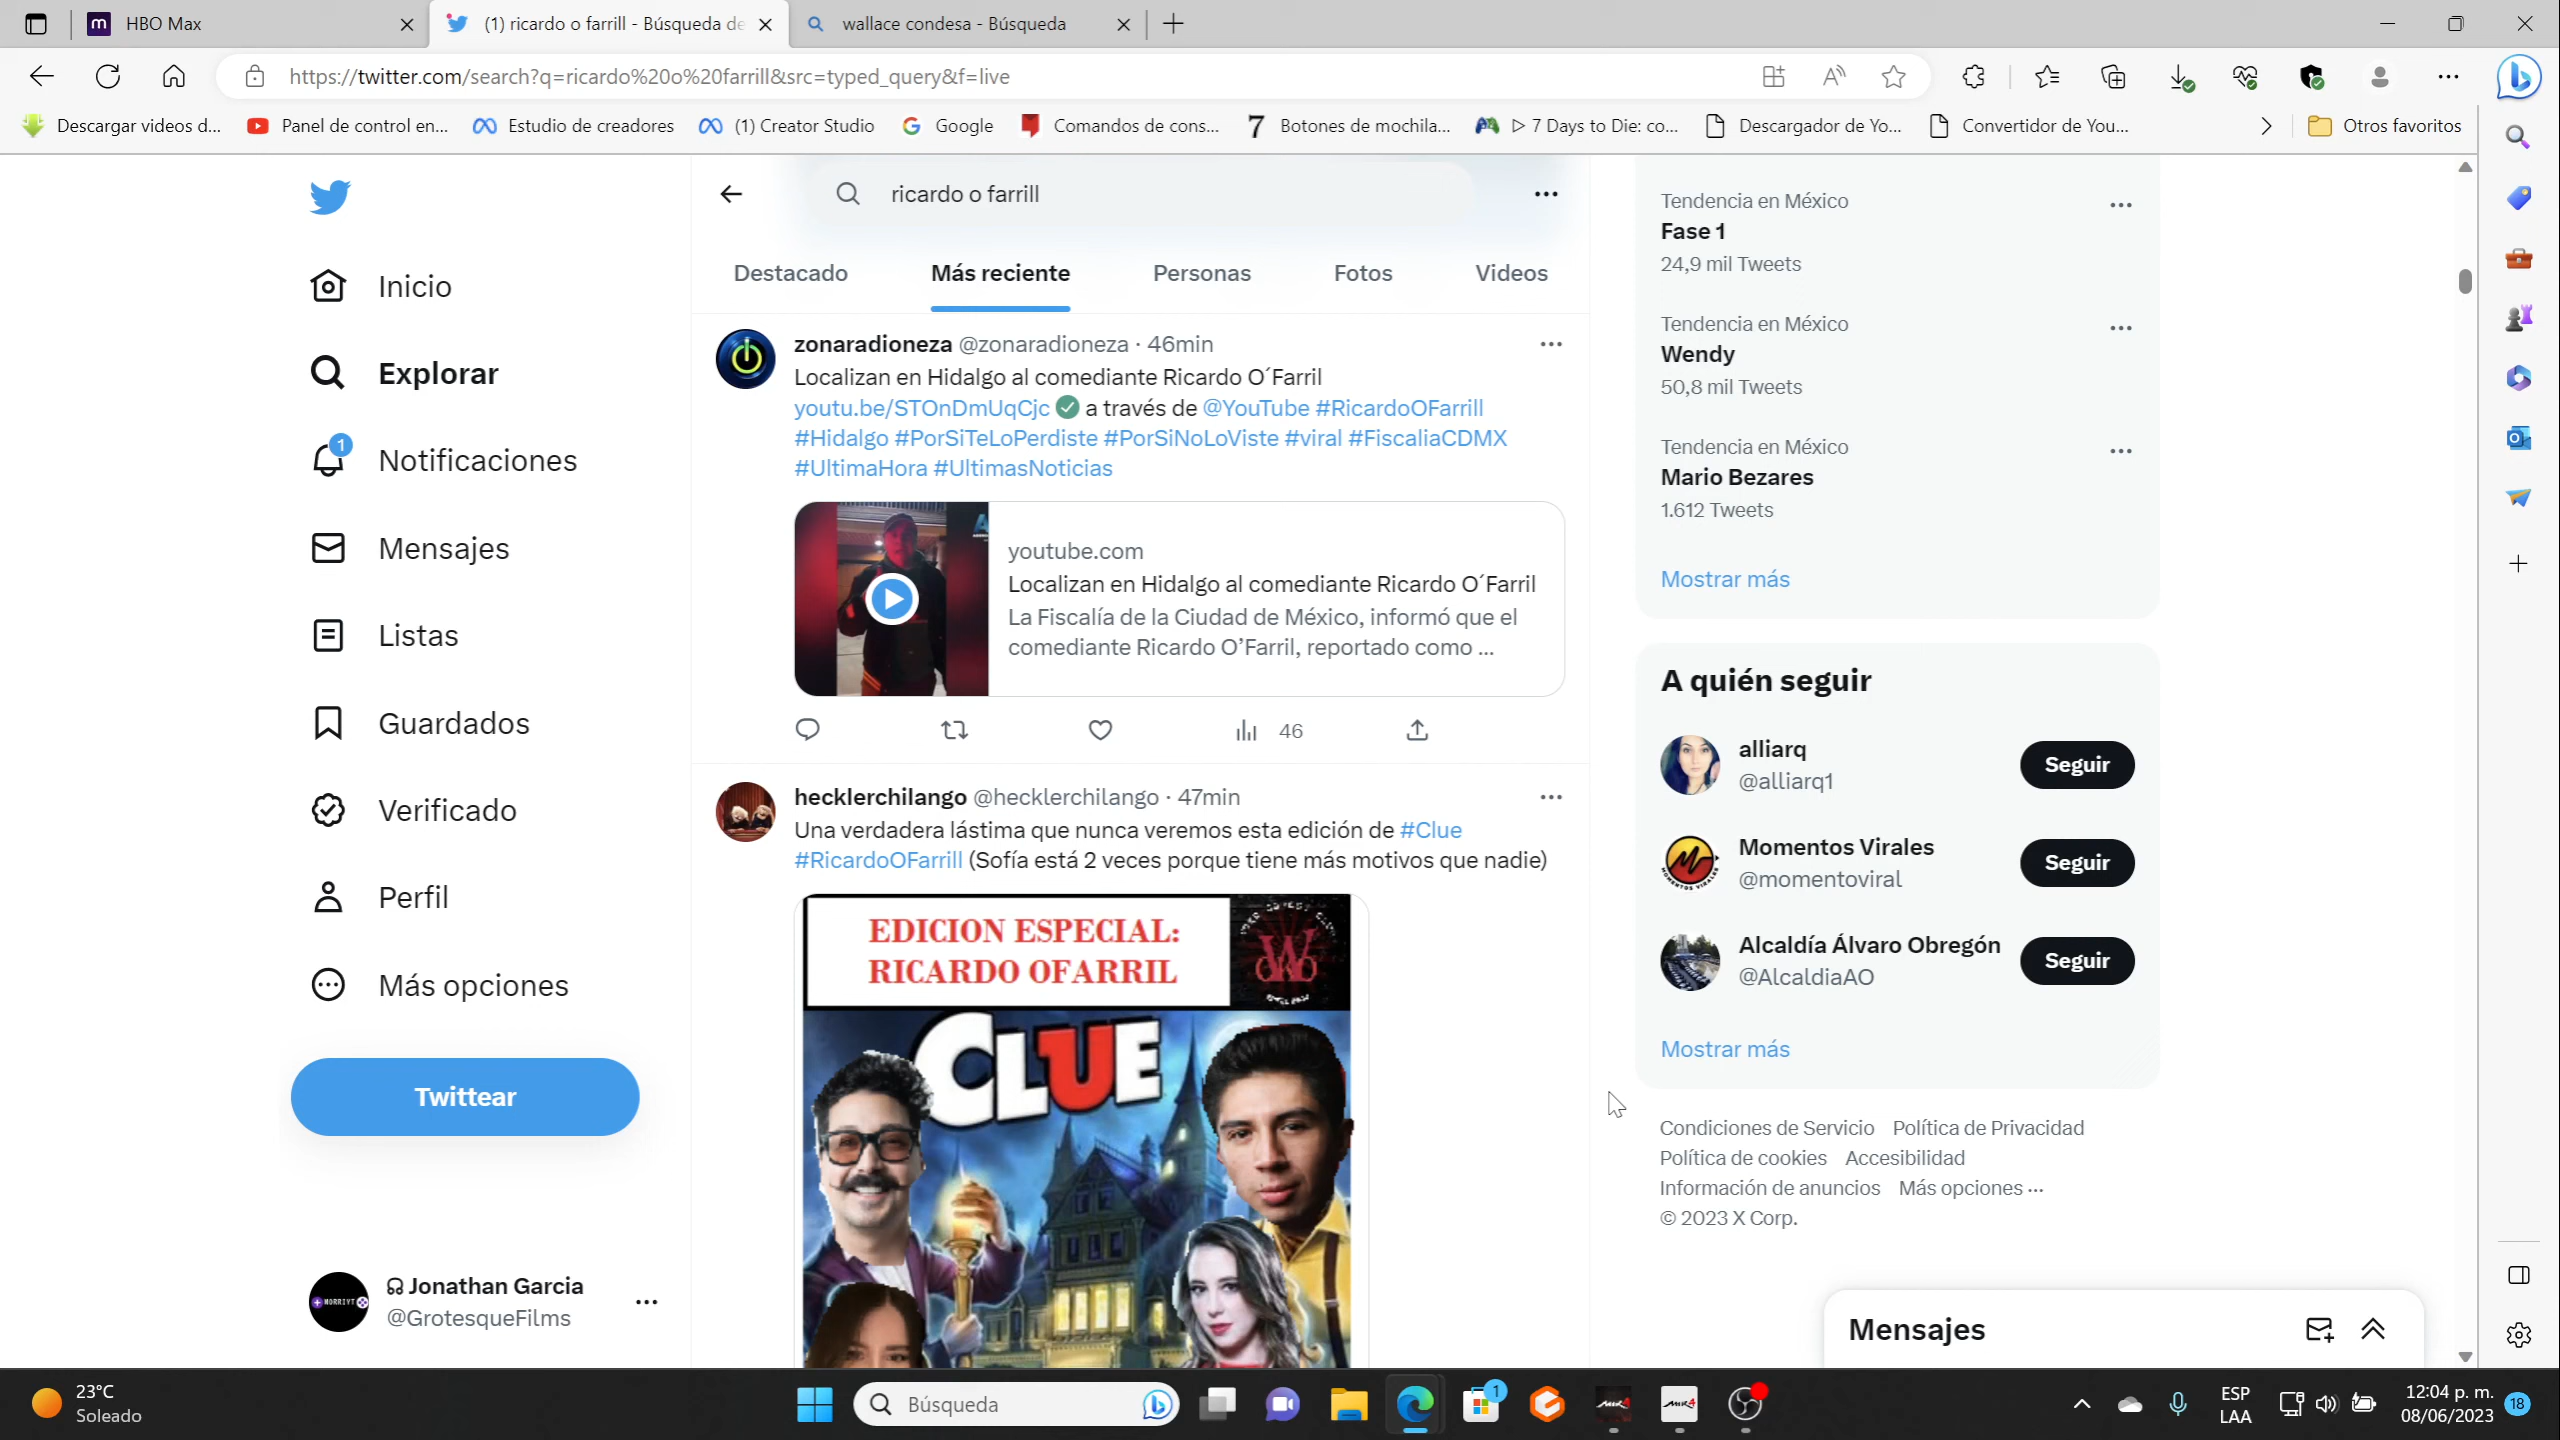 HBO Max
(1) ricardo o farrill - Búsqueda de
wallace condesa - Búsqueda
https://twitter.com/search?q=ricardo%20o%20farrill&src=typed_query&f=live
Descargar videos d...
Panel de control en...
Estudio de creadores
(1) Creator Studio
Google
Comandos de cons...
Botones de mochila...
▷ 7 Days to Die: co...
Descargador de Yo...
Convertidor de You...
Otros favoritos
Inicio
Explorar
1
Notificaciones
Mensajes
Listas
Guardados
Verificado
Perfil
Más opciones
Twittear
Jonathan Garcia
@GrotesqueFilms
ricardo o farrill
Destacado
Más reciente
Personas
Fotos
Videos
zonaradioneza @zonaradioneza · 46min
Localizan en Hidalgo al comediante Ricardo O´Farril
youtu.be/STOnDmUqCjc a través de @YouTube #RicardoOFarrill
#Hidalgo #PorSiTeLoPerdiste #PorSiNoLoViste #viral #FiscaliaCDMX
#UltimaHora #UltimasNoticias
youtube.com
Localizan en Hidalgo al comediante Ricardo O´Farril
La Fiscalía de la Ciudad de México, informó que el
comediante Ricardo O’Farril, reportado como ...
46
hecklerchilango @hecklerchilango · 47min
Una verdadera lástima que nunca veremos esta edición de #Clue
#RicardoOFarrill (Sofía está 2 veces porque tiene más motivos que nadie)
EDICION ESPECIAL:
RICARDO OFARRIL
CLUE
Tendencia en México
Fase 1
24,9 mil Tweets
Tendencia en México
Wendy
50,8 mil Tweets
Tendencia en México
Mario Bezares
1.612 Tweets
Mostrar más
A quién seguir
alliarq
@alliarq1
Seguir
Momentos Virales
@momentoviral
Seguir
Alcaldía Álvaro Obregón
@AlcaldiaAO
Seguir
Mostrar más
Condiciones de Servicio Política de Privacidad
Política de cookies Accesibilidad
Información de anuncios Más opciones ···
© 2023 X Corp.
Mensajes
23°C
Soleado
Búsqueda
1
ESP
LAA
12:04 p. m.
08/06/2023
18